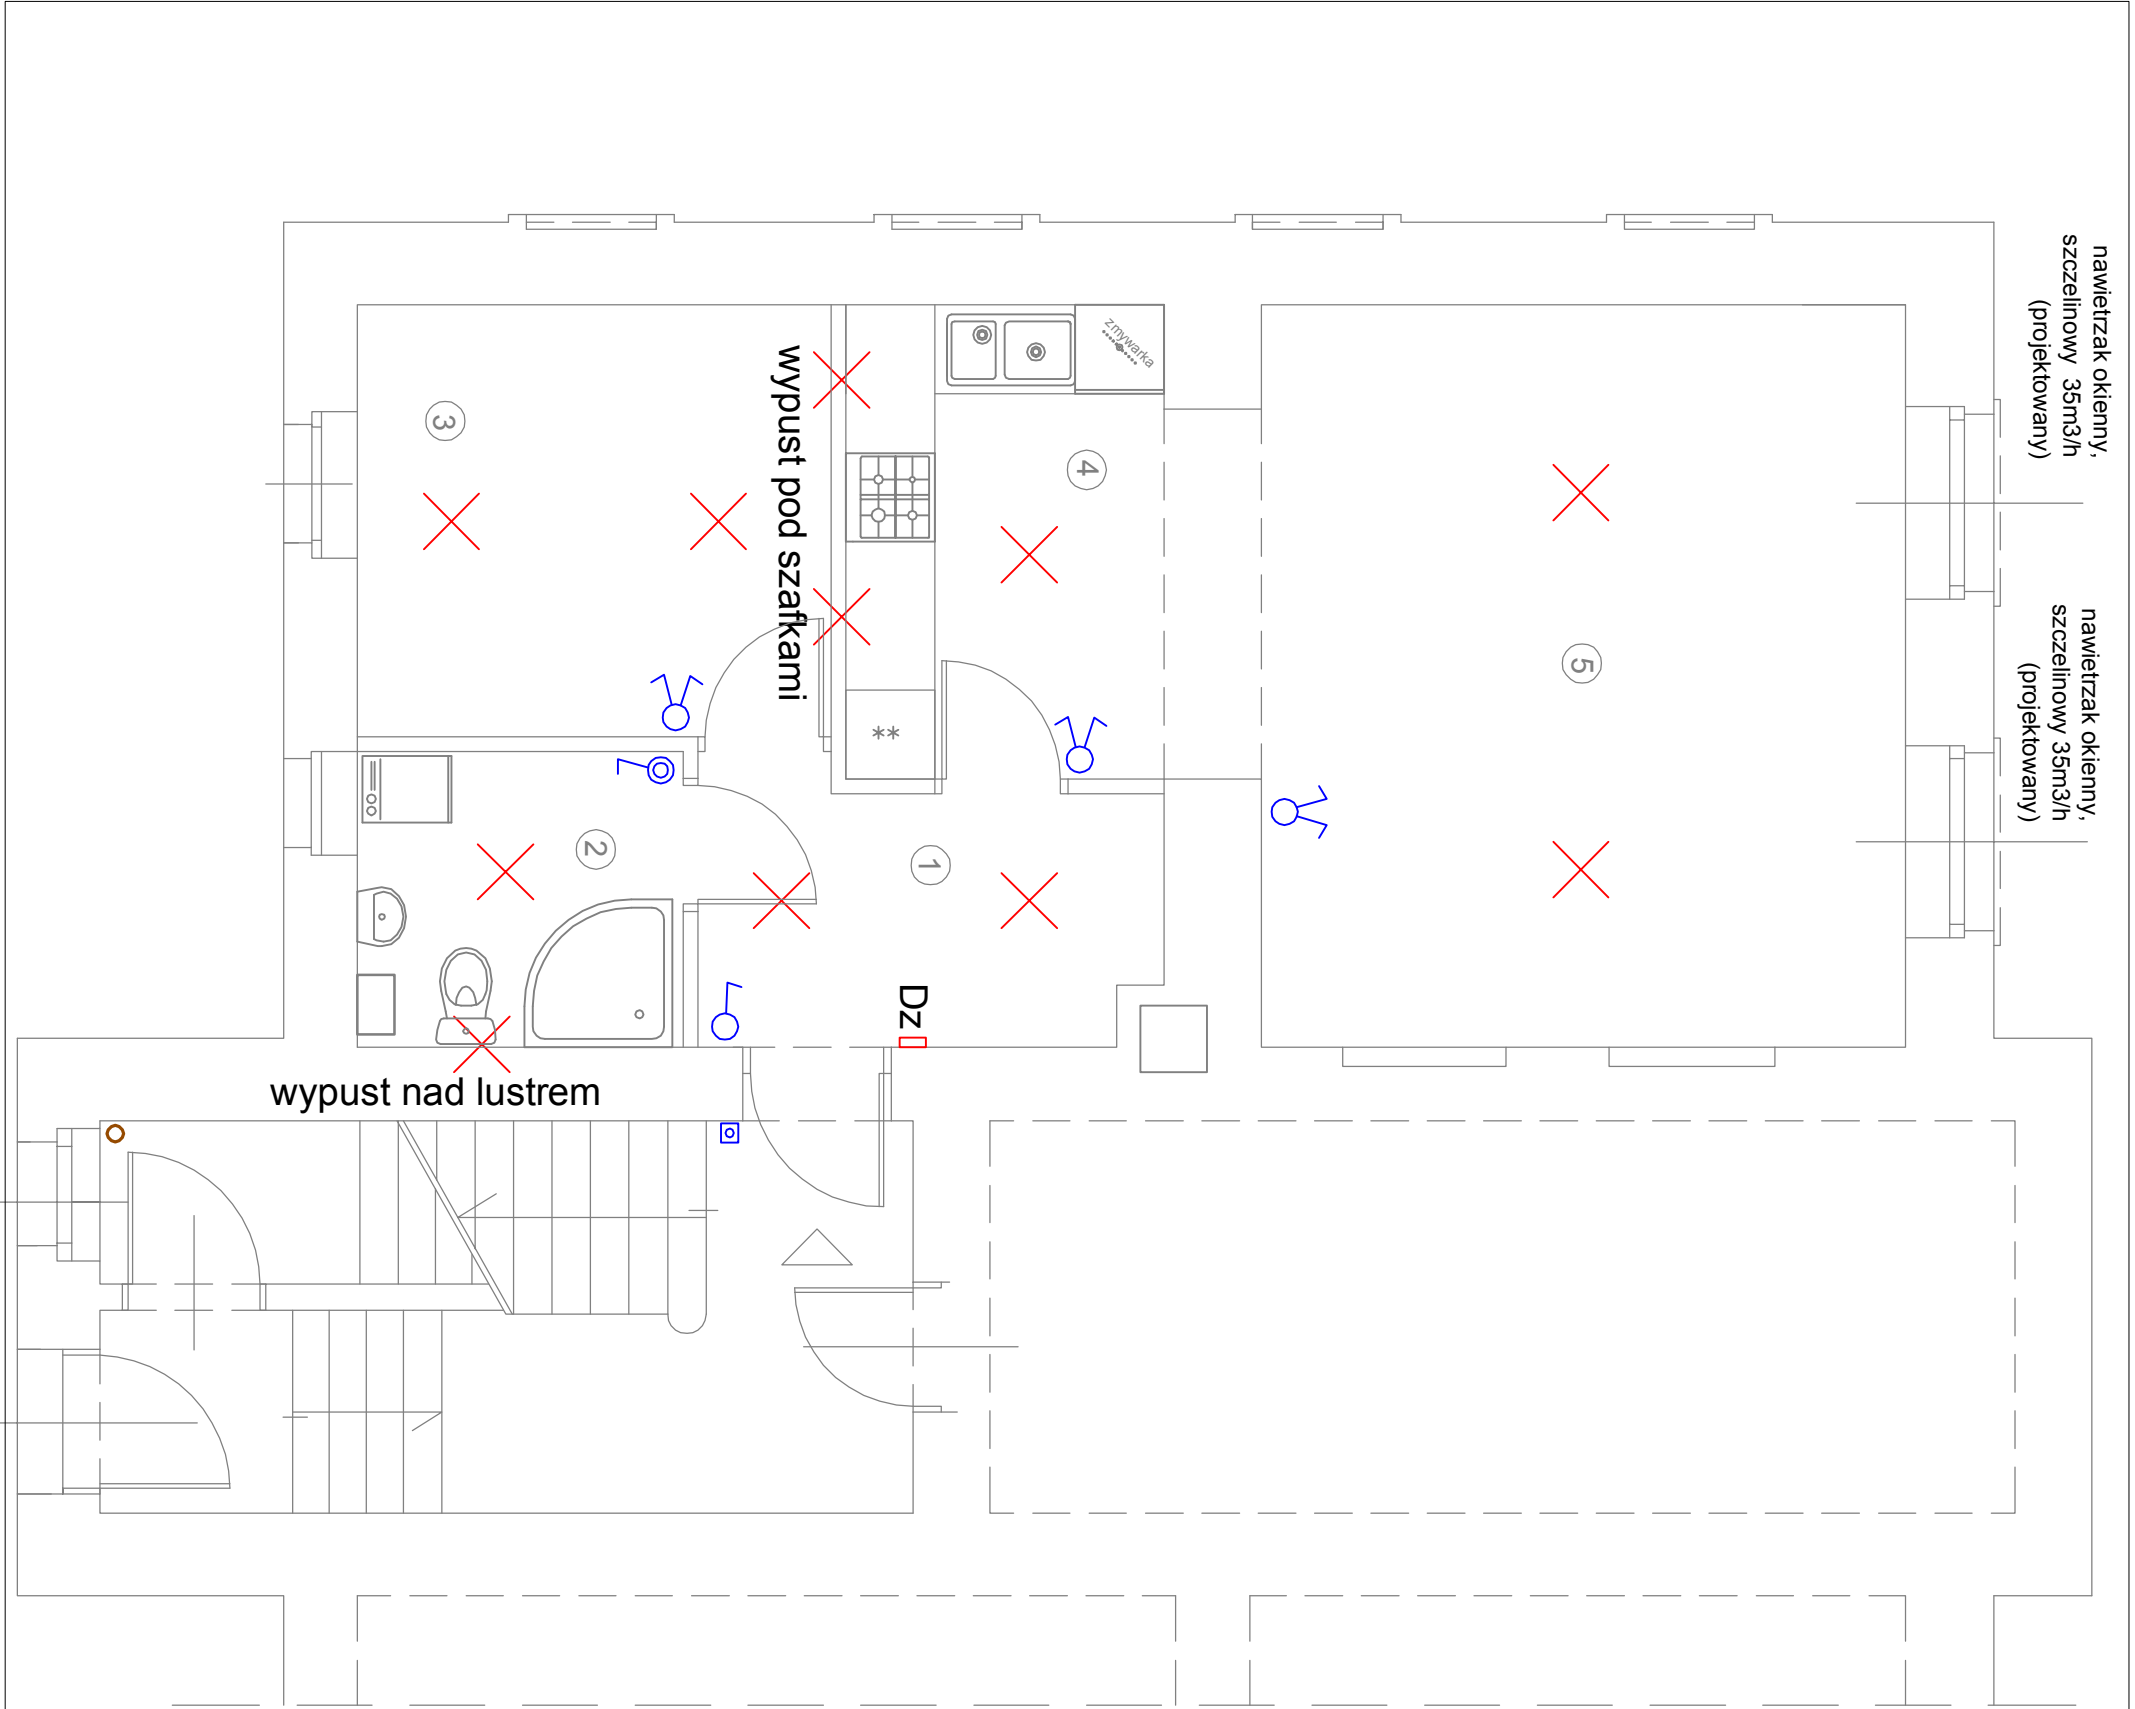 nawietrzak okienny,
szczelinowy 35m3/h
(projektowany)
nawietrzak okienny,
szczelinowy 35m3/h
(projektowany)
zmywarka
wypust pod szafkami
3
4
5
**
2
1
Dz
wypust nad lustrem